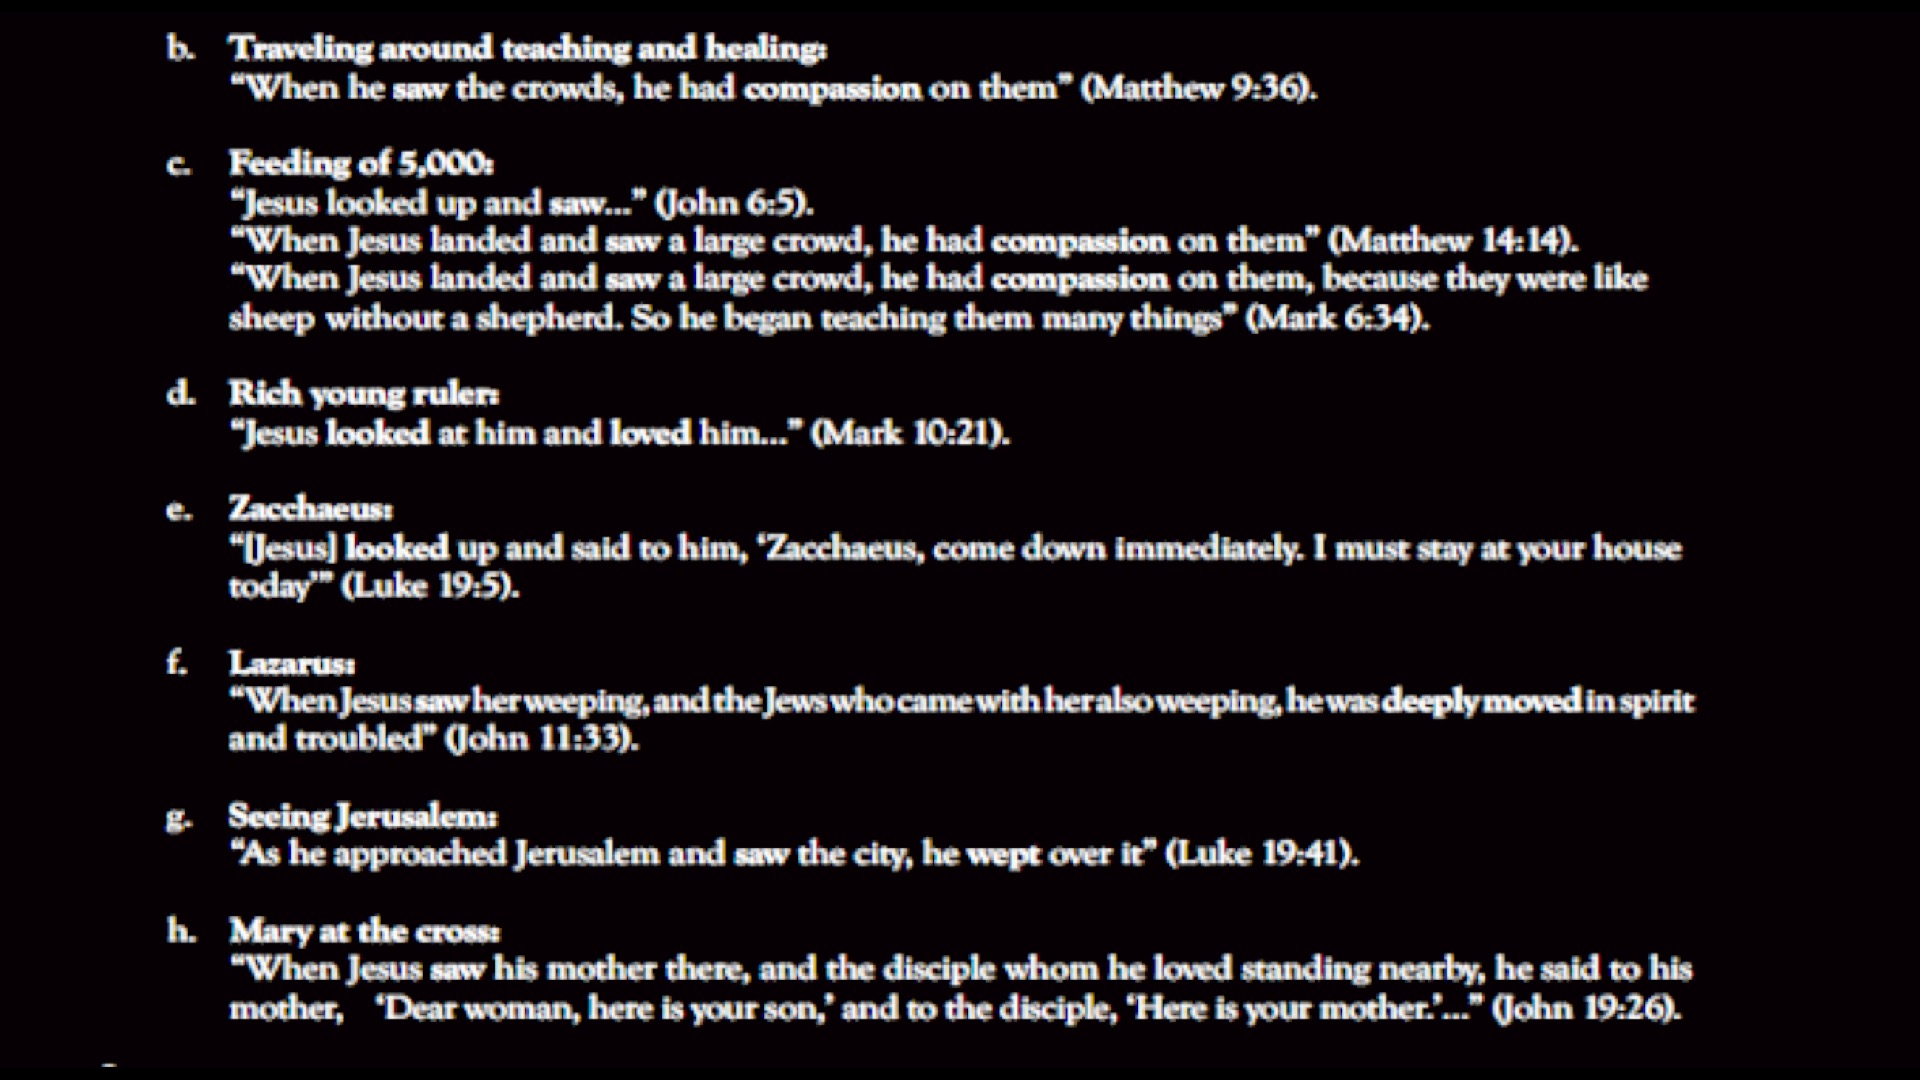 b. Traveling around teaching and healing:
“When he saw the crowds, he had compassion on them” (Matthew 9:36).
c. Feeding of 5,000:
“Jesus looked up and saw...” (John 6:5).
“When Jesus landed and saw a large crowd, he had compassion on them” (Matthew 14:14).
“When Jesus landed and saw a large crowd, he had compassion on them, because they were like
sheep without a shepherd. So he began teaching them many things” (Mark 6:34).
d. Rich young ruler:
“Jesus looked at him and loved him...” (Mark 10:21).
e. Zacchaeus:
“[Jesus] looked up and said to him, ‘Zacchaeus, come down immediately. I must stay at your house
today’” (Luke 19:5).
f. Lazarus:
“When Jesus saw her weeping, and the Jews who came with her also weeping, he was deeply moved in spirit
and troubled” (John 11:33).
g. Seeing Jerusalem:
“As he approached Jerusalem and saw the city, he wept over it” (Luke 19:41).
h. Mary at the cross:
“When Jesus saw his mother there, and the disciple whom he loved standing nearby, he said to his
mother, ‘Dear woman, here is your son,’ and to the disciple, ‘Here is your mother.’...” (John 19:26).